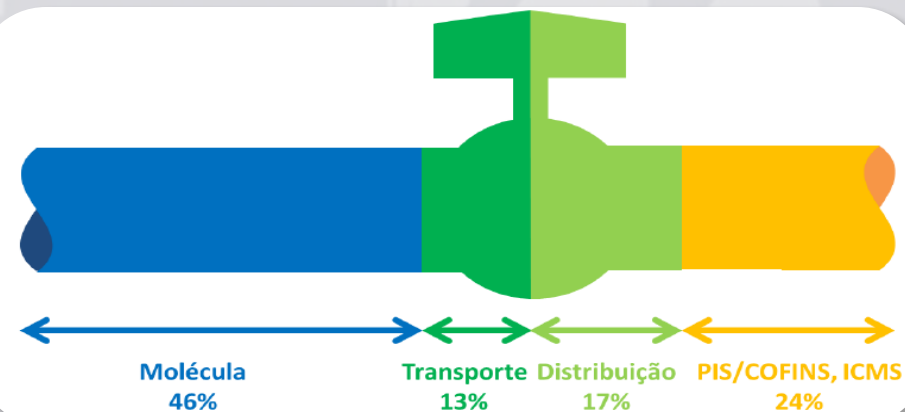 Molécula Transporte Distribuição PIS/COFINS, ICMS
46% 13% 17% 24%